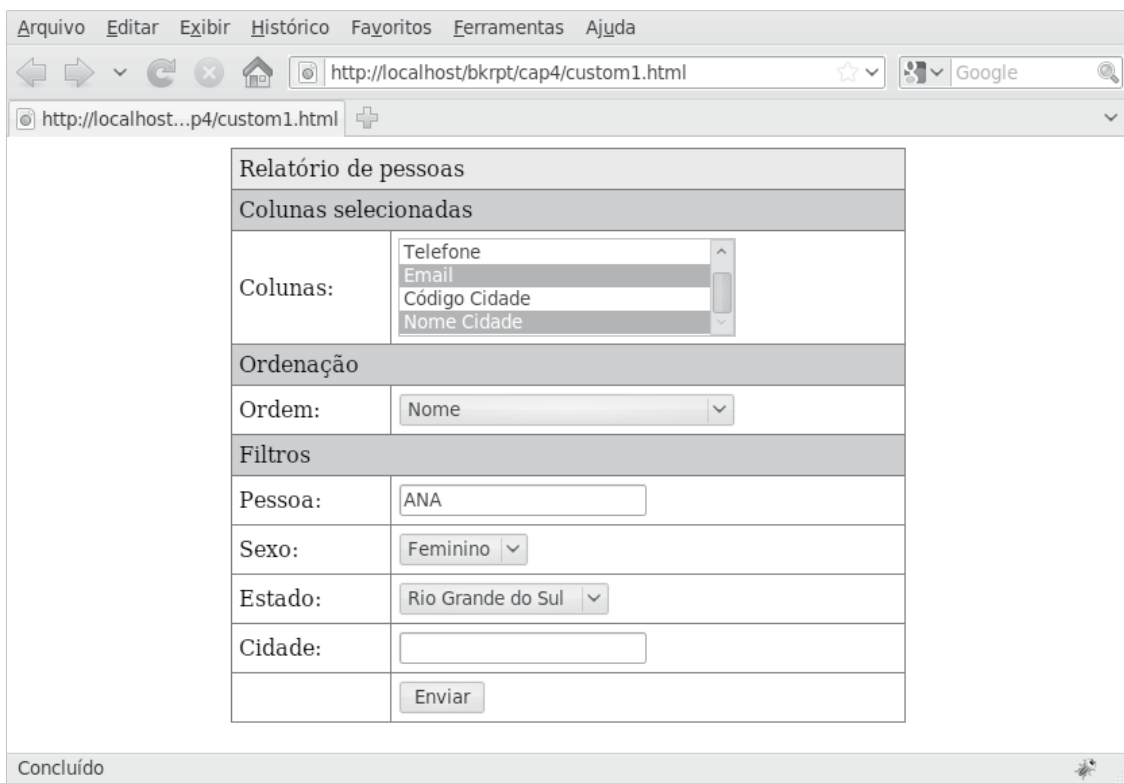 Arquivo Editar Exibir Histórico Favoritos Ferramentas Ajuda
http://localhost/bkrpt/cap4/custom1.html Google
http://localhost...p4/custom1.html
Relatório de pessoas
Colunas selecionadas
Colunas:
Telefone
Email
Código Cidade
Nome Cidade
Ordenação
Ordem: Nome
Filtros
Pessoa: ANA
Sexo: Feminino
Estado: Rio Grande do Sul
Cidade:
Enviar
Concluído